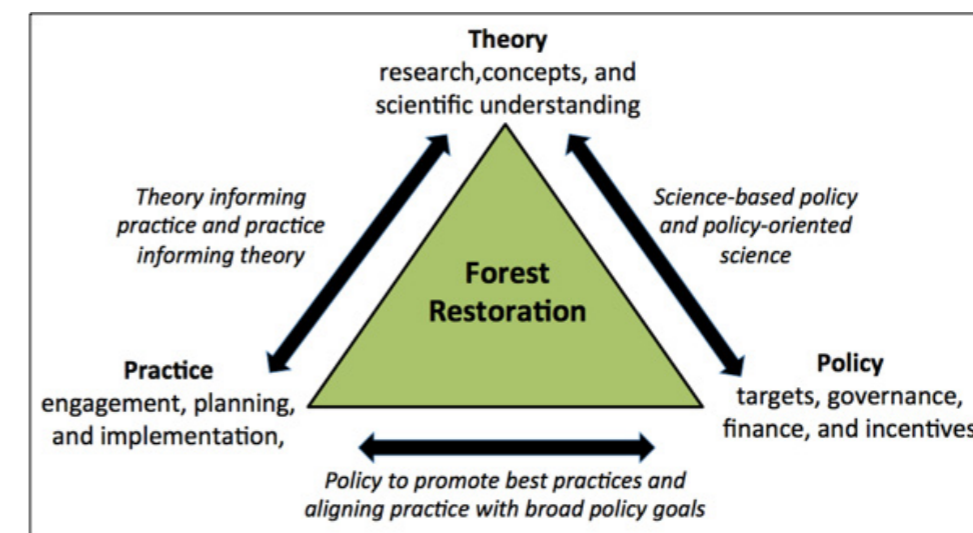 Theory
research,concepts, and
scientific understanding
Theory informing
practice and practice
informing theory
Science-based policy
and policy-oriented
science
Forest
Restoration
Practice
engagement, planning,
and implementation,
Policy
targets, governance,
finance, and incentives
Policy to promote best practices and
aligning practice with broad policy goals